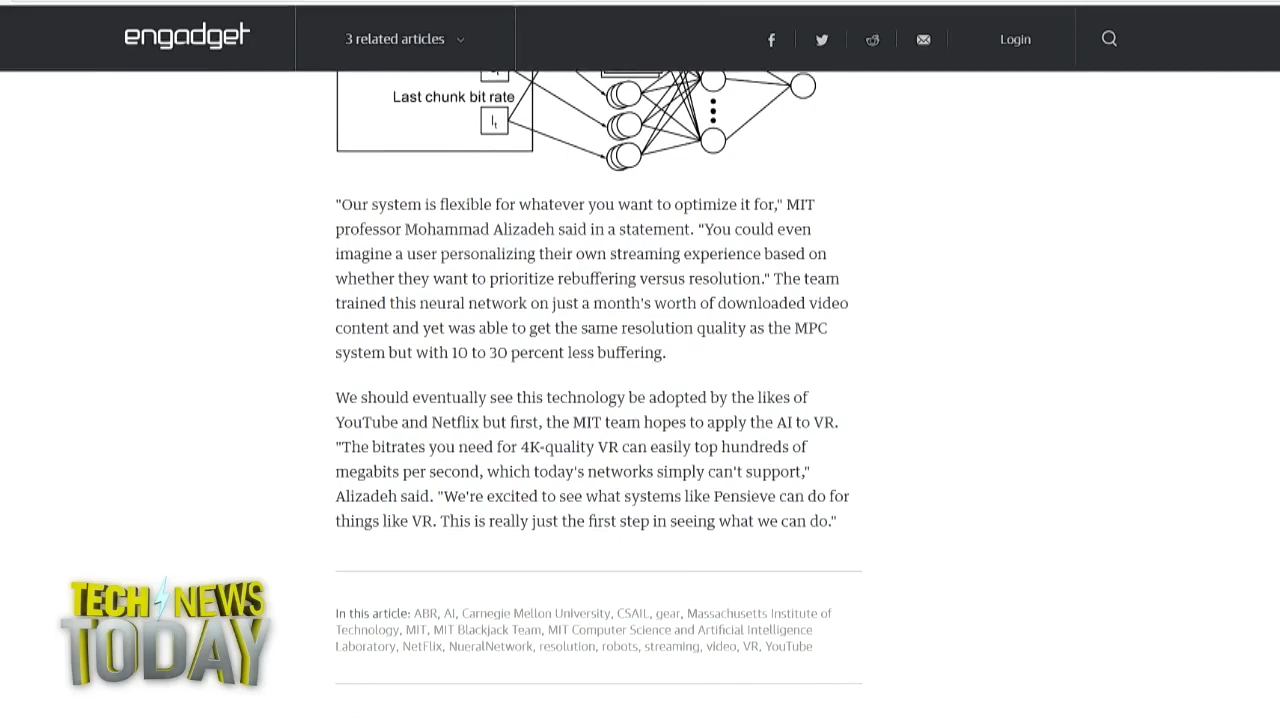 engadget
3 related articles
Login
Last chunk bit rate
lt
"Our system is flexible for whatever you want to optimize it for," MIT
professor Mohammad Alizadeh said in a statement. "You could even
imagine a user personalizing their own streaming experience based on
whether they want to prioritize rebuffering versus resolution." The team
trained this neural network on just a month's worth of downloaded video
content and yet was able to get the same resolution quality as the MPC
system but with 10 to 30 percent less buffering.
We should eventually see this technology be adopted by the likes of
YouTube and Netflix but first, the MIT team hopes to apply the AI to VR.
"The bitrates you need for 4K-quality VR can easily top hundreds of
megabits per second, which today's networks simply can't support,"
Alizadeh said. "We're excited to see what systems like Pensieve can do for
things like VR. This is really just the first step in seeing what we can do."
In this article: ABR, AI, Carnegie Mellon University, CSAIL, gear, Massachusetts Institute of
Technology, MIT, MIT Blackjack Team, MIT Computer Science and Artificial Intelligence
Laboratory, NetFlix, NueralNetwork, resolution, robots, streaming, video, VR, YouTube
TECH NEWS
TODAY